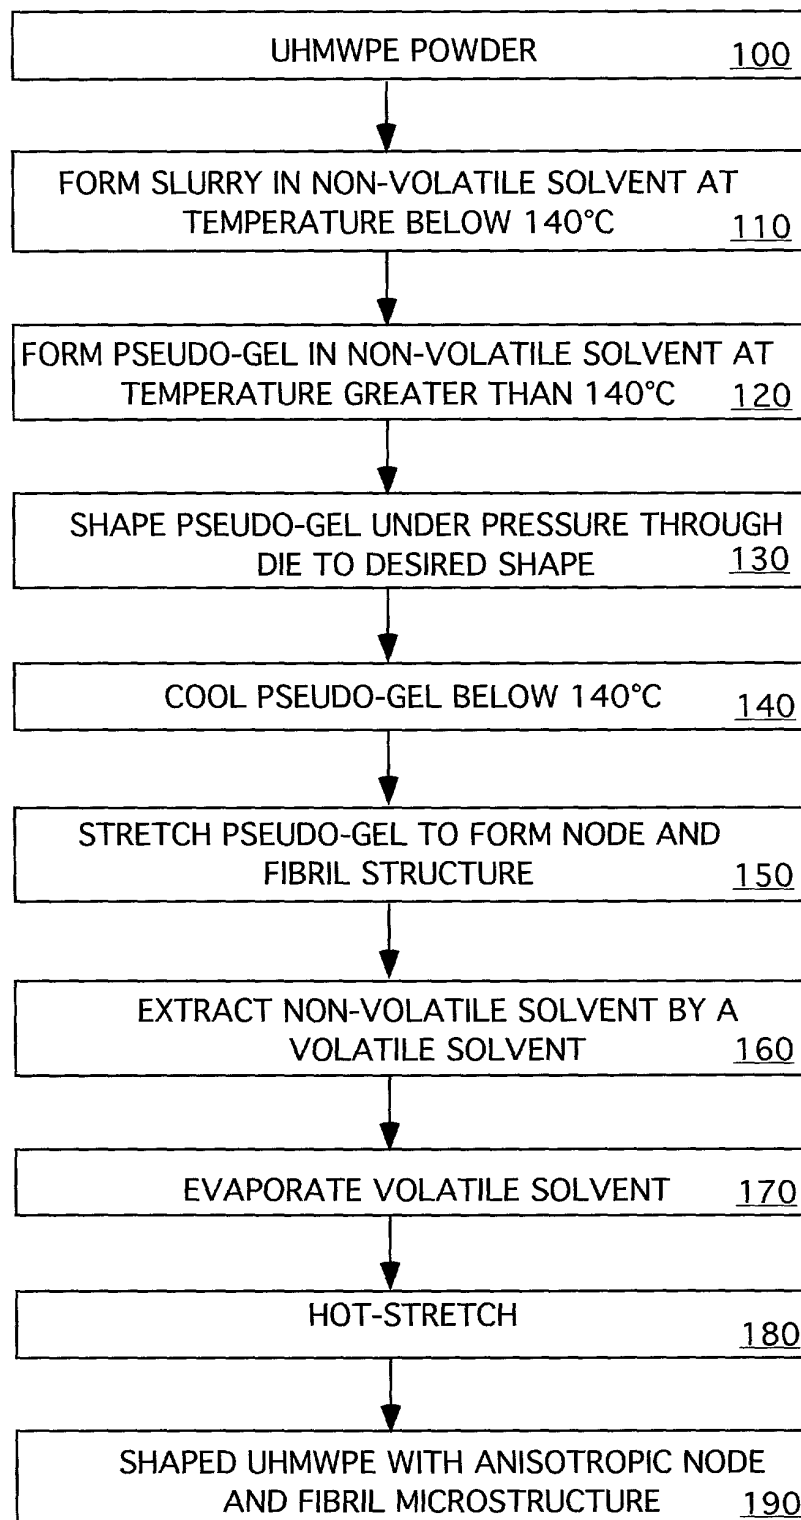 UHMWPE POWDER 100
FORM SLURRY IN NON-VOLATILE SOLVENT AT
TEMPERATURE BELOW 140°C 110
FORM PSEUDO-GEL IN NON-VOLATILE SOLVENT AT
TEMPERATURE GREATER THAN 140°C 120
SHAPE PSEUDO-GEL UNDER PRESSURE THROUGH
DIE TO DESIRED SHAPE 130
COOL PSEUDO-GEL BELOW 140°C 140
STRETCH PSEUDO-GEL TO FORM NODE AND
FIBRIL STRUCTURE 150
EXTRACT NON-VOLATILE SOLVENT BY A
VOLATILE SOLVENT 160
EVAPORATE VOLATILE SOLVENT 170
HOT-STRETCH 180
SHAPED UHMWPE WITH ANISOTROPIC NODE
AND FIBRIL MICROSTRUCTURE 190